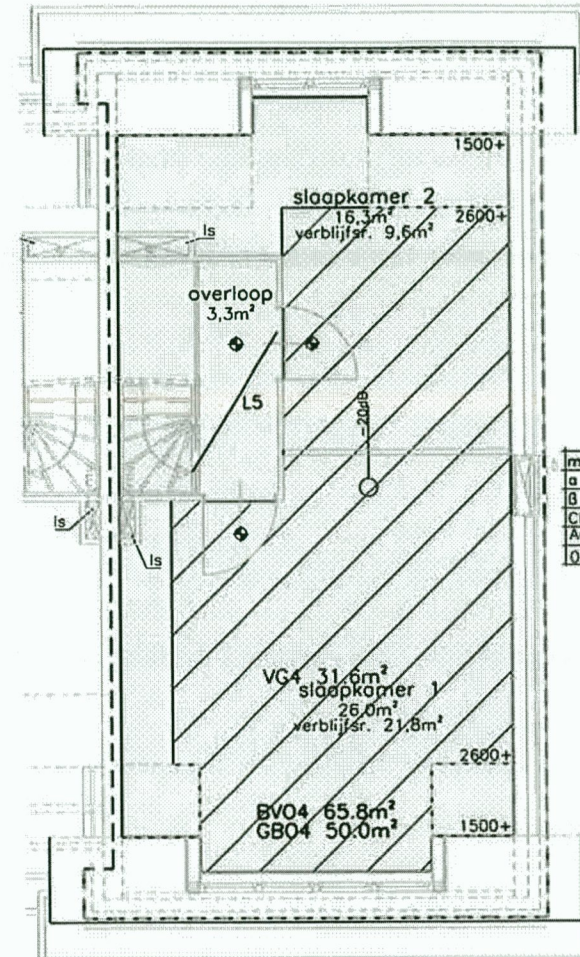 1500+
slaapkamer 2
16,3m²
verblijfsr. 9,6m²
2600+
ls
overloop
3,3m²
L5
-20dB
ls
ls
VG4 31.6m²
slaapkamer 1
26.0m²
verblijfsr. 21,8m²
2600+
BVO4 65.8m²
GBO4 50.0m²
1500+